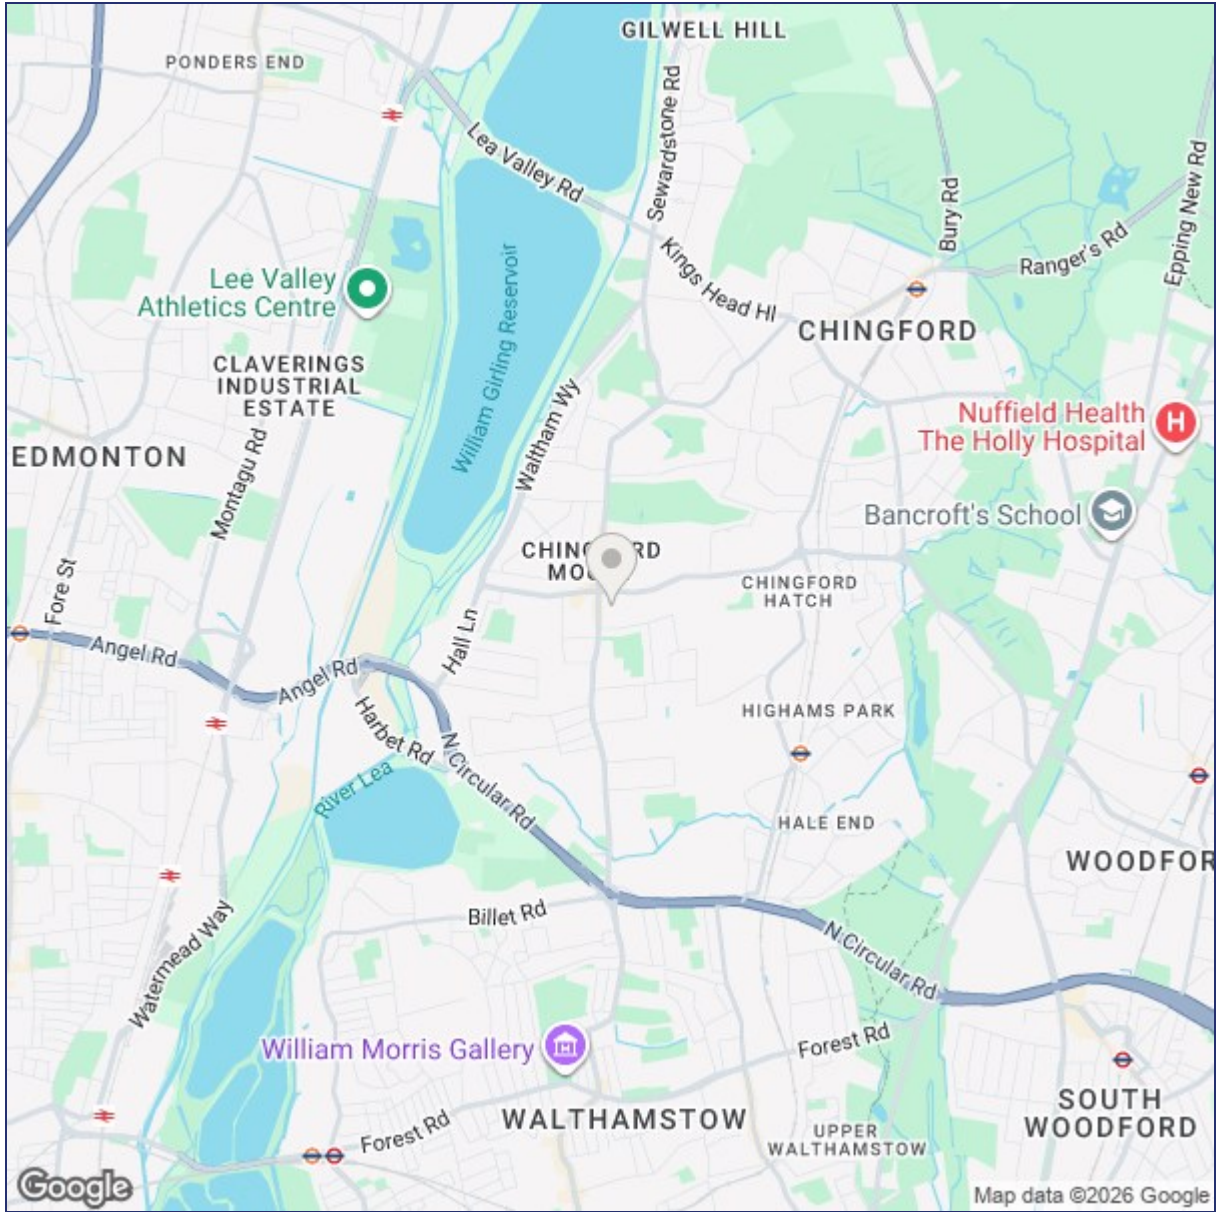 GILWELL HILL
PONDERS END
Lea Valley Rd
Sewardstone Rd
Bury Rd
Epping New Rd
Ranger's Rd
Kings Head Hl
Lee Valley
Athletics Centre
William Girling Reservoir
CHINGFORD
CLAVERINGS
INDUSTRIAL
ESTATE
Waltham Wy
Nuffield Health
The Holly Hospital
H
EDMONTON
Montagu Rd
Bancroft's School
Fore St
CHINGFORD
CHINGFORD
HATCH
Hall Ln
Angel Rd
Angel Rd
Harbet Rd
HIGHAMS PARK
N Circular Rd
River Lea
HALE END
WOODFOR
Billet Rd
Watermead Way
N Circular Rd
William Morris Gallery
Forest Rd
WALTHAMSTOW
Forest Rd
SOUTH
WOODFORD
UPPER
WALTHAMSTOW
Google
Map data ©2026 Google